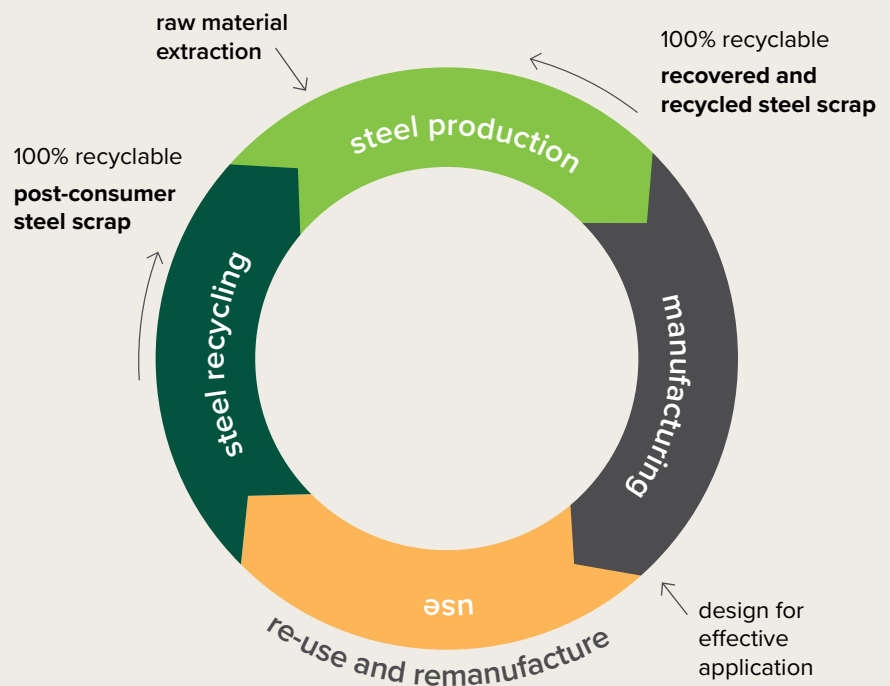 raw material
extraction
100% recyclable
recovered and
recycled steel scrap
steel production
100% recyclable
post-consumer
steel scrap
steel recycling
manufacturing
use
re-use and remanufacture
design for
effective
application